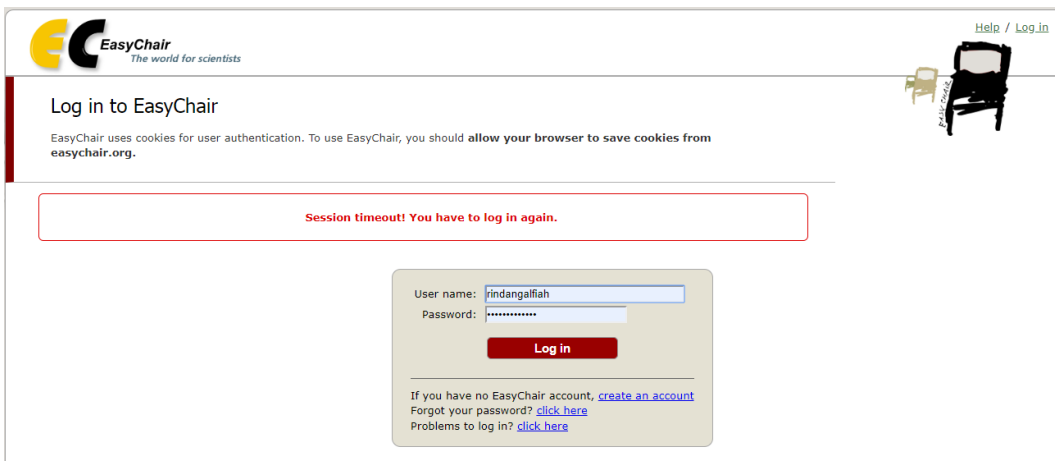 EC EasyChair
The world for scientists
Help / Log in
EASY CHAIR
Log in to EasyChair
EasyChair uses cookies for user authentication. To use EasyChair, you should allow your browser to save cookies from
easychair.org.
Session timeout! You have to log in again.
User name: rindangalfiah
Password: •••••••••••••
Log in
If you have no EasyChair account, create an account
Forgot your password? click here
Problems to log in? click here